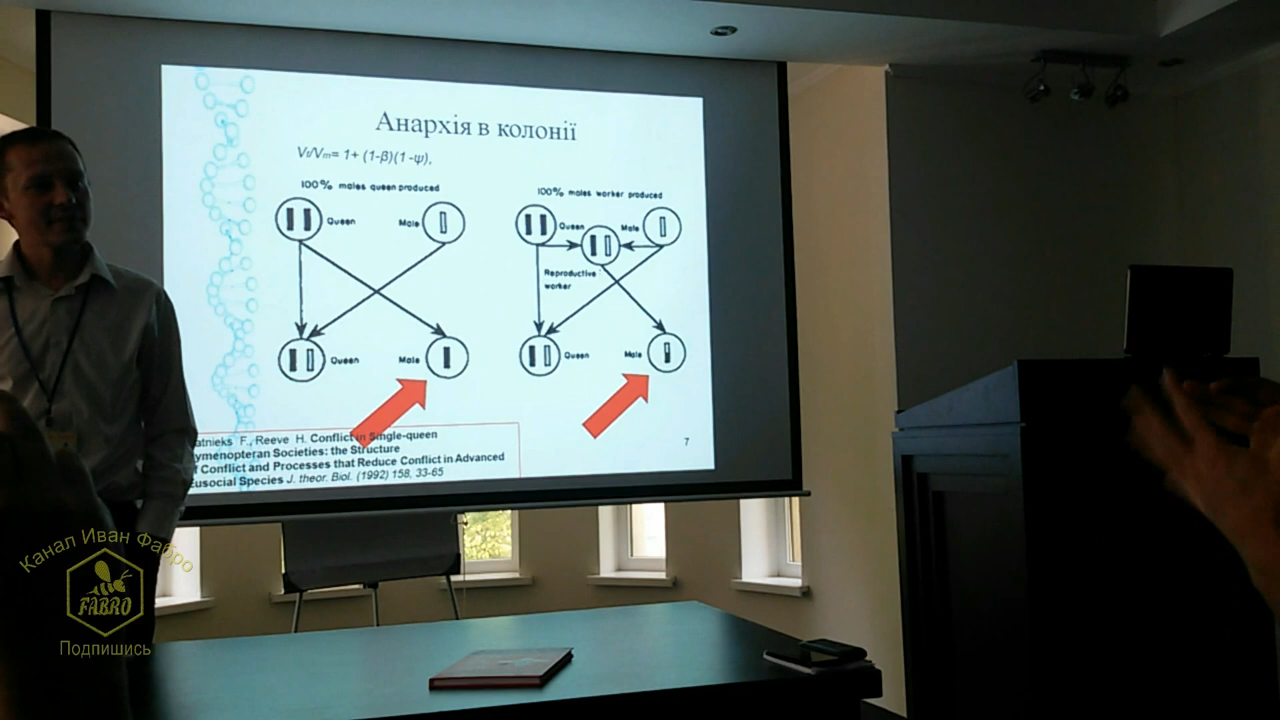 Анархія в колонії
Vf/Vm= 1+ (1-β)(1-ψ),
100% males queen produced
Queen
Male
Queen
Male
100% males worker produced
Queen
Male
Reproductive
worker
Queen
Male
atnieks F., Reeve H. Conflict in Single-queen
ymenopteran Societies: the Structure
f Conflict and Processes that Reduce Conflict in Advanced
Eusocial Species J. theor. Biol. (1992) 158, 33-65
7
Канал Иван Фабро
FABRO
Подпишись